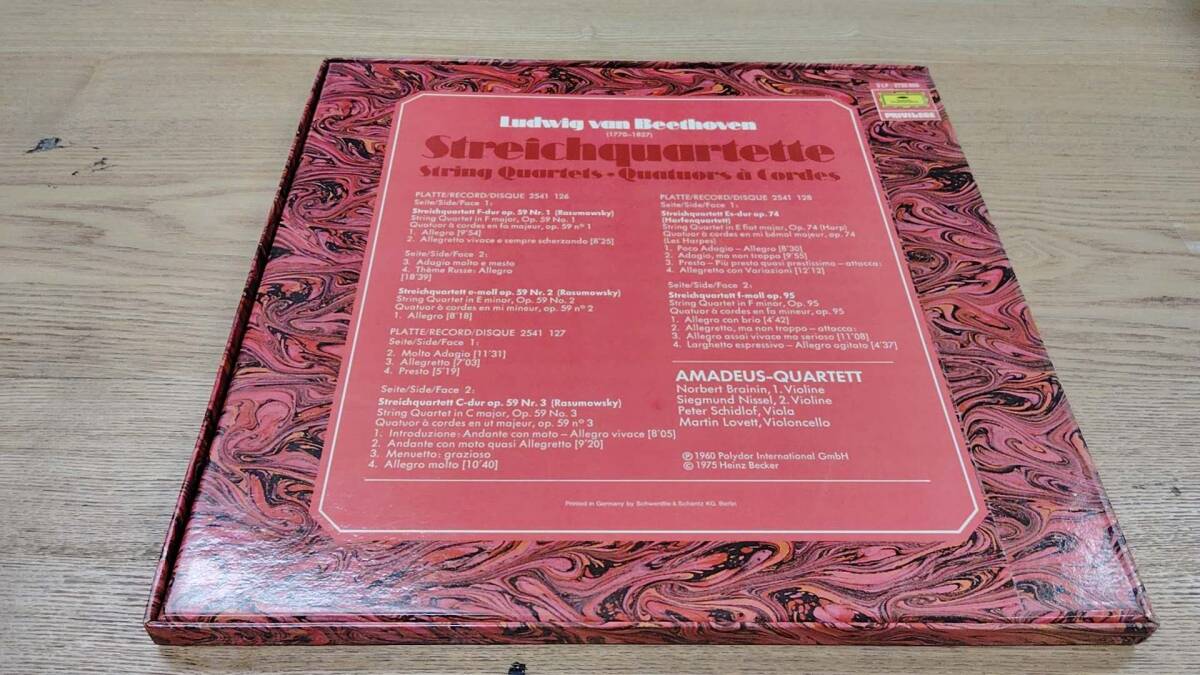 3 LP
PRIVILEGE
Ludwig van Beethoven
(1770–1827)
Streichquartette
String Quartets • Quatuors à Cordes
PLATTE/RECORD/DISQUE 2541 126
Seite/Side/Face 1:
Streichquartett F-dur op. 59 Nr. 1 (Rasumowsky)
String Quartet in F major, Op. 59 No. 1
Quatuor à cordes en fa majeur, op. 59 nº 1
1. Allegro [9'54]
2. Allegretto vivace e sempre scherzando [8'25]
Seite/Side/Face 2:
3. Adagio molto e mesto
4. Thème Russe: Allegro
[18'39]
Streichquartett e-moll op. 59 Nr. 2 (Rasumowsky)
String Quartet in E minor, Op. 59 No. 2
Quatuor à cordes en mi mineur, op. 59 nº 2
1. Allegro [8'18]
PLATTE/RECORD/DISQUE 2541 127
Seite/Side/Face 1:
2. Molto Adagio [11'31]
3. Allegretto [7'03]
4. Presto [5'19]
Seite/Side/Face 2:
Streichquartett C-dur op. 59 Nr. 3 (Rasumowsky)
String Quartet in C major, Op. 59 No. 3
Quatuor à cordes en ut majeur, op. 59 nº 3
1. Introduzione: Andante con moto – Allegro vivace [8'05]
2. Andante con moto quasi Allegretto [9'20]
3. Menuetto: grazioso
4. Allegro molto [10'40]
PLATTE/RECORD/DISQUE 2541 128
Seite/Side/Face 1:
Streichquartett Es-dur op. 74
(Harfenquartett)
String Quartet in E flat major, Op. 74 (Harp)
Quatuor à cordes en mi bémol majeur, op. 74
(Les Harpes)
1. Poco Adagio – Allegro [8'30]
2. Adagio, ma non troppo [9'55]
3. Presto – Più presto quasi prestissimo – attacca:
4. Allegretto con Variazioni [12'12]
Seite/Side/Face 2:
Streichquartett f-moll op. 95
String Quartet in F minor, Op. 95
Quatuor à cordes en fa mineur, op. 95
1. Allegro con brio [4'42]
2. Allegretto, ma non troppo – attacca:
3. Allegro assai vivace ma serioso [11'08]
4. Larghetto espressivo – Allegro agitato [4'37]
AMADEUS-QUARTETT
Norbert Brainin, 1. Violine
Siegmund Nissel, 2. Violine
Peter Schidlof, Viola
Martin Lovett, Violoncello
℗ 1960 Polydor International GmbH
© 1975 Heinz Becker
Printed in Germany by Schwerdtle & Schantz KG, Berlin